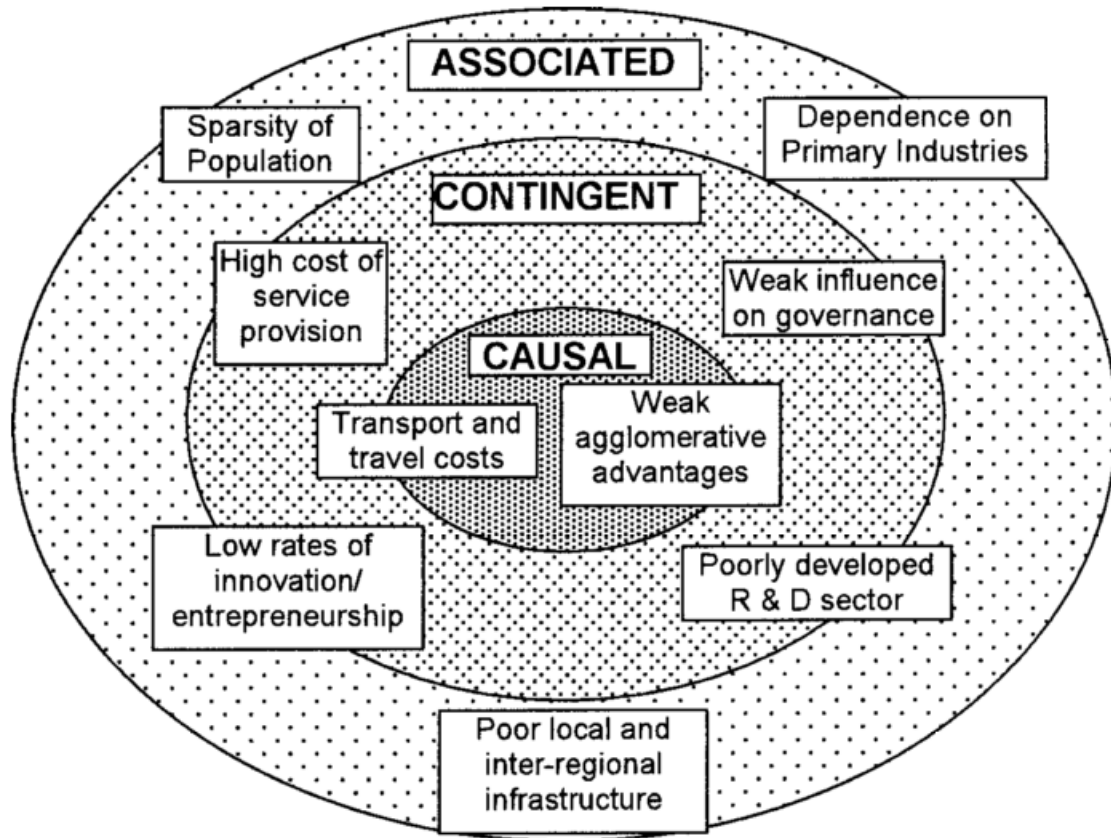 ASSOCIATED
Sparsity of
Population
Dependence on
Primary Industries
CONTINGENT
High cost of
service
provision
Weak influence
on governance
CAUSAL
Transport and
travel costs
Weak
agglomerative
advantages
Low rates of
innovation/
entrepreneurship
Poorly developed
R & D sector
Poor local and
inter-regional
infrastructure